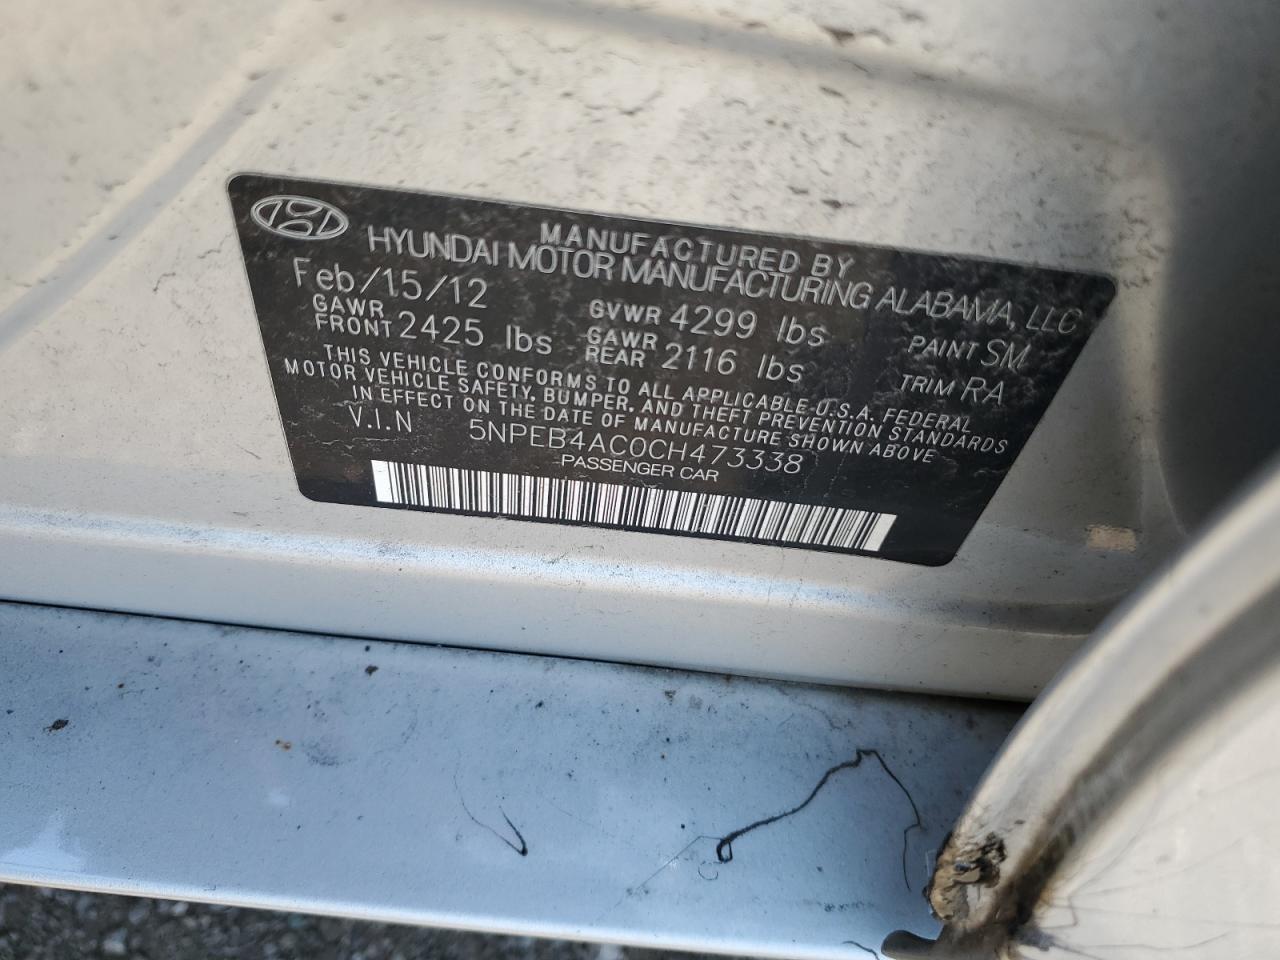 MANUFACTURED BY
HYUNDAI MOTOR MANUFACTURING ALABAMA, LLC
Feb/15/12
GVWR 4299 lbs
PAINT SM
GAWR FRONT 2425 lbs
GAWR REAR 2116 lbs
TRIM RA
THIS VEHICLE CONFORMS TO ALL APPLICABLE U.S.A. FEDERAL
MOTOR VEHICLE SAFETY, BUMPER, AND THEFT PREVENTION STANDARDS
IN EFFECT ON THE DATE OF MANUFACTURE SHOWN ABOVE
V.I.N 5NPEB4AC0CH473338
PASSENGER CAR